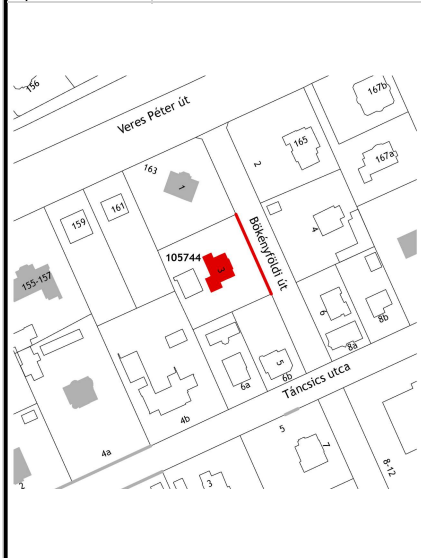 156
Veres Péter út
167b
163
2
165
167a
1
159
161
Bökényföldi út
4
105744
3
155-157
6
8b
8a
5
6b
6a
Táncsics utca
4b
4a
5
7
8-12
3
2